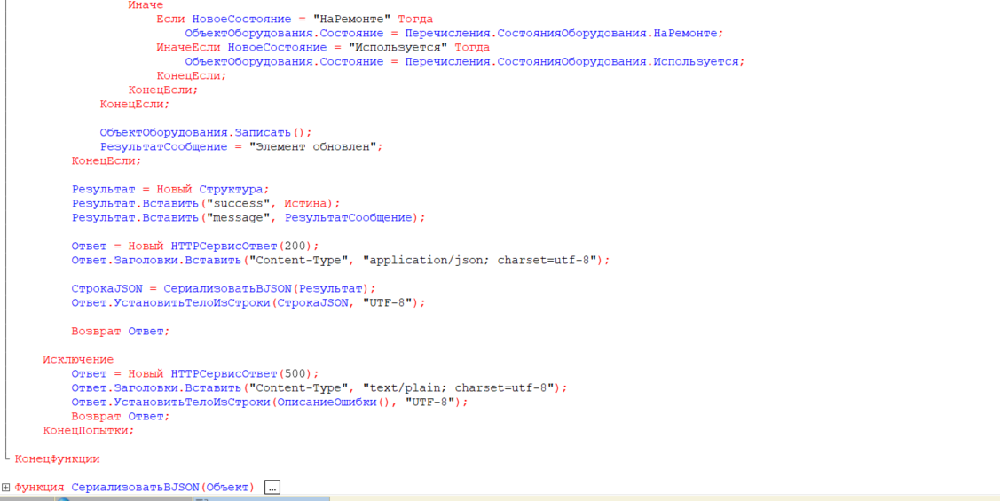 Иначе
Если НовоеСостояние = "НаРемонте" Тогда
ОбъектОборудования.Состояние = Перечисления.СостоянияОборудования.НаРемонте;
ИначеЕсли НовоеСостояние = "Используется" Тогда
ОбъектОборудования.Состояние = Перечисления.СостоянияОборудования.Используется;
КонецЕсли;
КонецЕсли;
КонецЕсли;
ОбъектОборудования.Записать();
РезультатСообщение = "Элемент обновлен";
КонецЕсли;
Результат = Новый Структура;
Результат.Вставить("success", Истина);
Результат.Вставить("message", РезультатСообщение);
Ответ = Новый HTTPСервисОтвет(200);
Ответ.Заголовки.Вставить("Content-Type", "application/json; charset=utf-8");
СтрокаJSON = СериализоватьВJSON(Результат);
Ответ.УстановитьТелоИзСтроки(СтрокаJSON, "UTF-8");
Возврат Ответ;
Исключение
Ответ = Новый HTTPСервисОтвет(500);
Ответ.Заголовки.Вставить("Content-Type", "text/plain; charset=utf-8");
Ответ.УстановитьТелоИзСтроки(ОписаниеОшибки(), "UTF-8");
Возврат Ответ;
КонецПопытки;
КонецФункции
Функция СериализоватьВJSON(Объект) ...